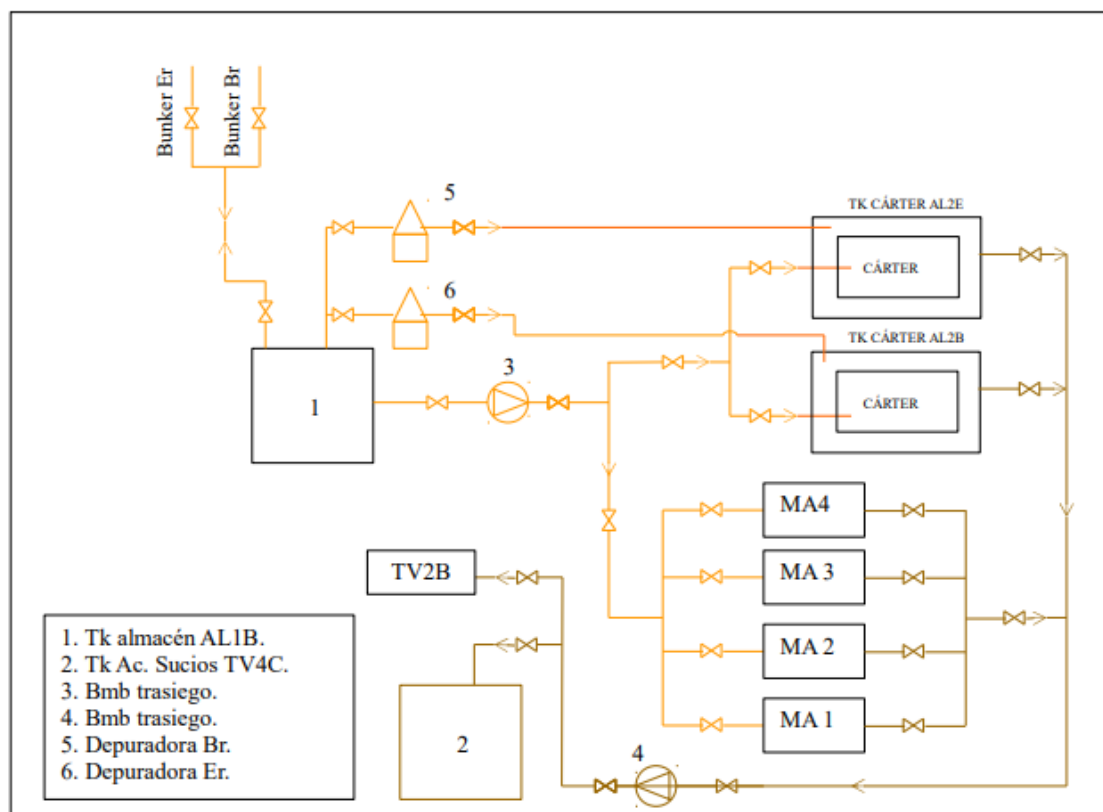 Bunker Er
Bunker Br
5
TK CÁRTER AL2E
CÁRTER
6
TK CÁRTER AL2B
CÁRTER
3
1
MA4
MA 3
MA 2
MA 1
TV2B
2
4
1. Tk almacén AL1B.
2. Tk Ac. Sucios TV4C.
3. Bmb trasiego.
4. Bmb trasiego.
5. Depuradora Br.
6. Depuradora Er.